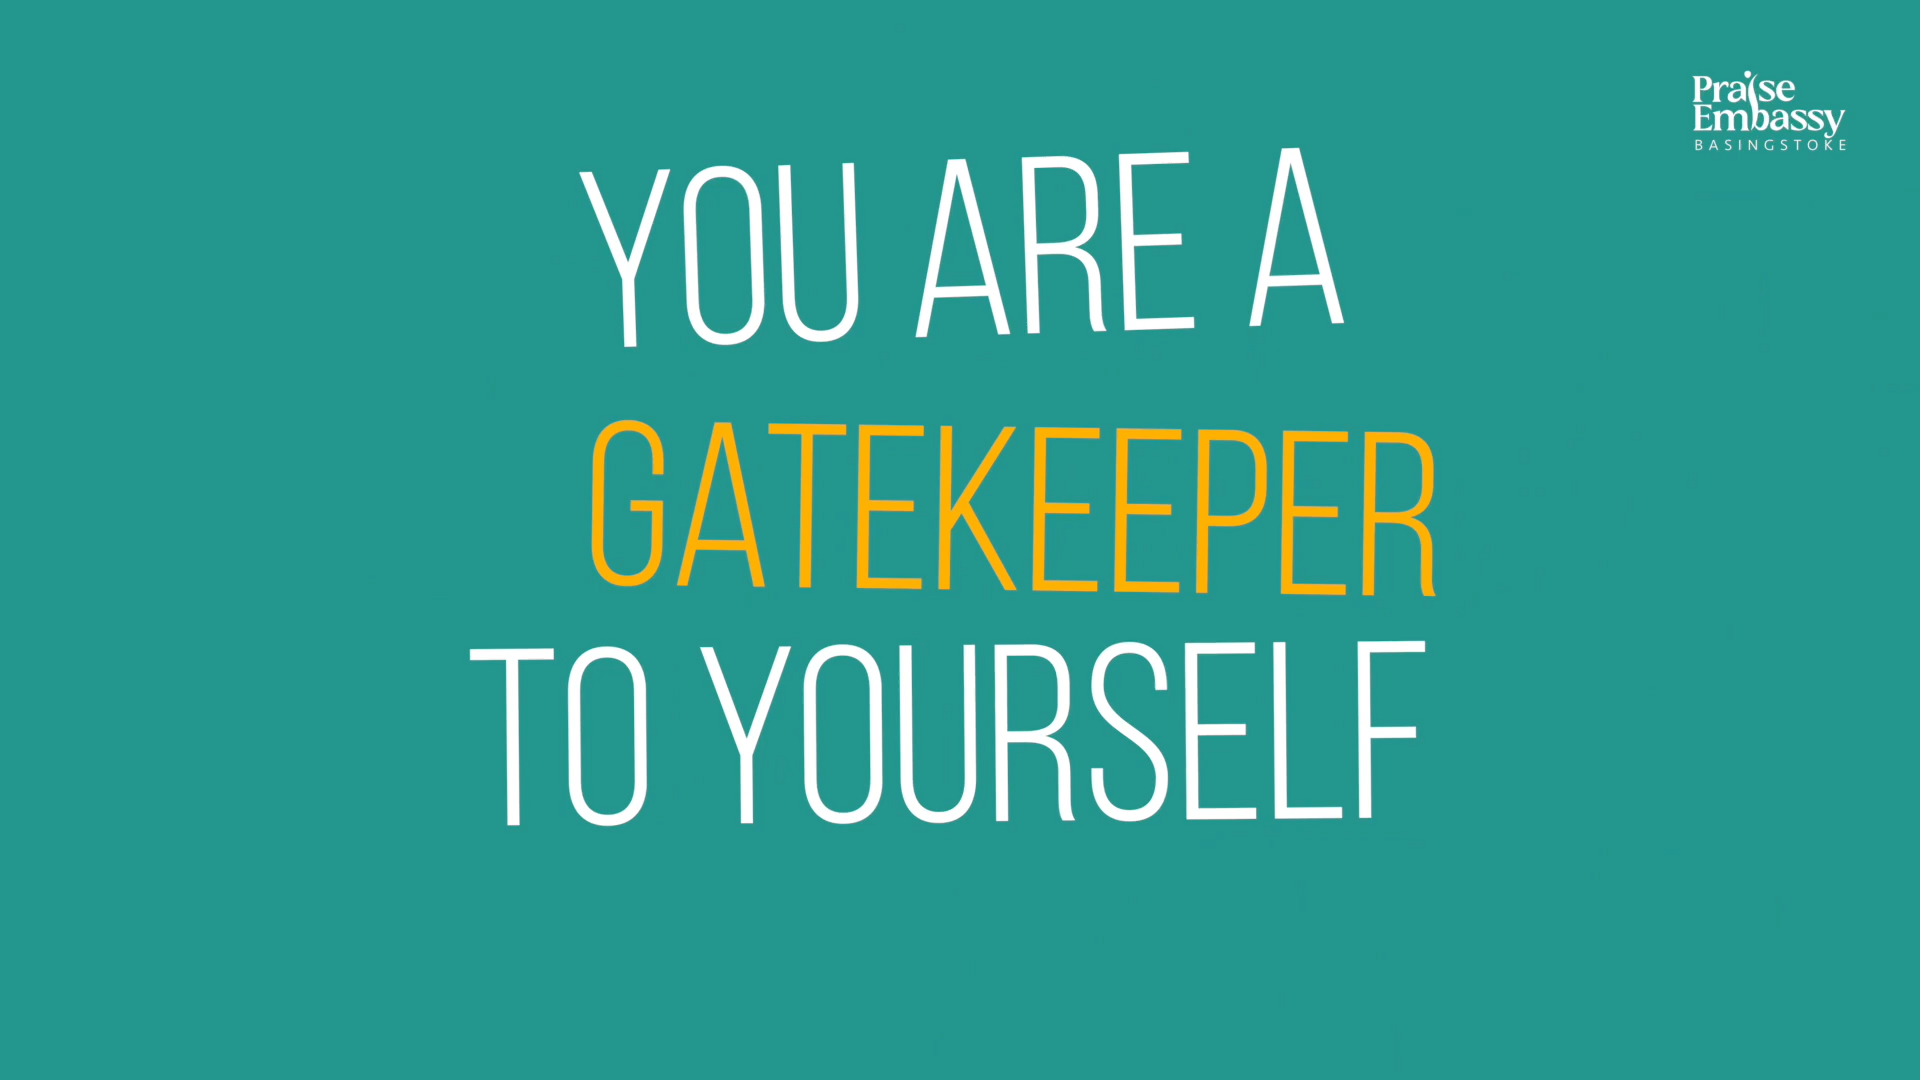 Praise
Embassy
BASINGSTOKE
YOU ARE A
GATEKEEPER
TO YOURSELF